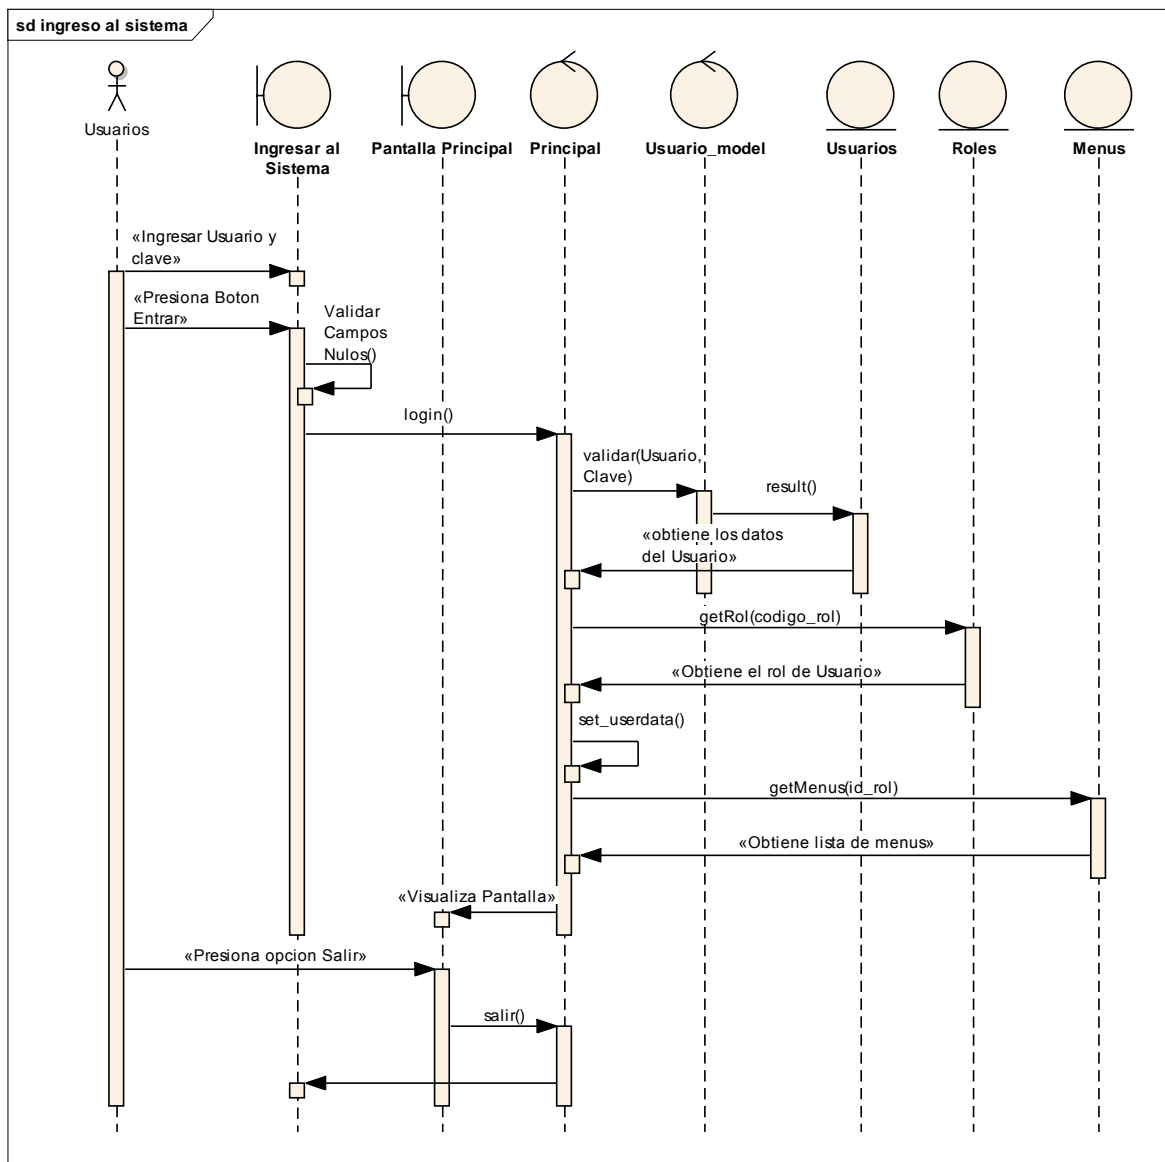 sd ingreso al sistema
Usuarios
Ingresar al
Sistema
Pantalla Principal
Principal
Usuario_model
Usuarios
Roles
Menus
«Ingresar Usuario y
clave»
«Presiona Boton
Entrar»
Validar
Campos
Nulos()
login()
validar(Usuario,
Clave)
result()
«obtiene los datos
del Usuario»
getRol(codigo_rol)
«Obtiene el rol de Usuario»
set_userdata()
getMenus(id_rol)
«Obtiene lista de menus»
«Visualiza Pantalla»
«Presiona opcion Salir»
salir()